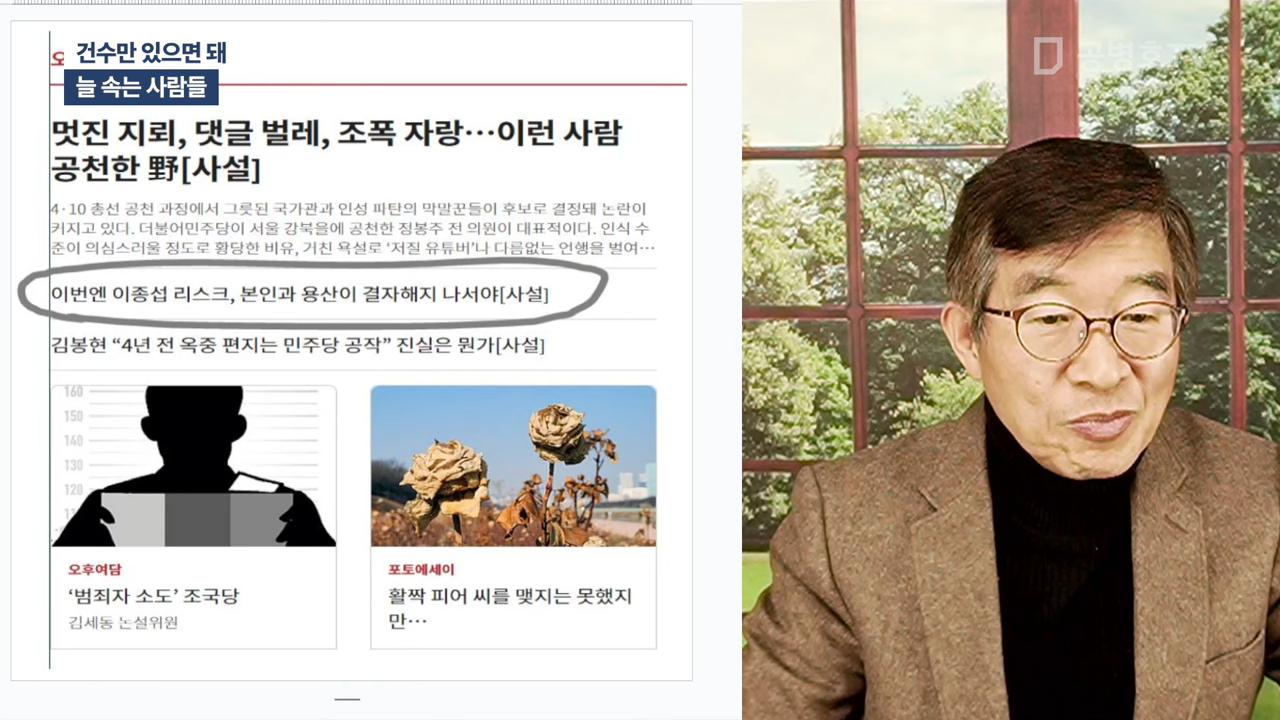 건수만 있으면 돼
늘 속는 사람들
멋진 지뢰, 댓글 벌레, 조폭 자랑…이런 사람
공천한 野[사설]
4·10 총선 공천 과정에서 그릇된 국가관과 인성 파탄의 막말꾼들이 후보로 결정돼 논란이
커지고 있다. 더불어민주당이 서울 강북을에 공천한 정봉주 전 의원이 대표적이다. 인식 수
준이 의심스러울 정도로 황당한 비유, 거친 욕설로 ‘저질 유튜버’나 다름없는 언행을 벌여…
이번엔 이종섭 리스크, 본인과 용산이 결자해지 나서야[사설]
김봉현 “4년 전 옥중 편지는 민주당 공작” 진실은 뭔가[사설]
160
150
140
130
120
오후여담
‘범죄자 소도’ 조국당
김세동 논설위원
포토에세이
활짝 피어 씨를 맺지는 못했지
만…
공병호